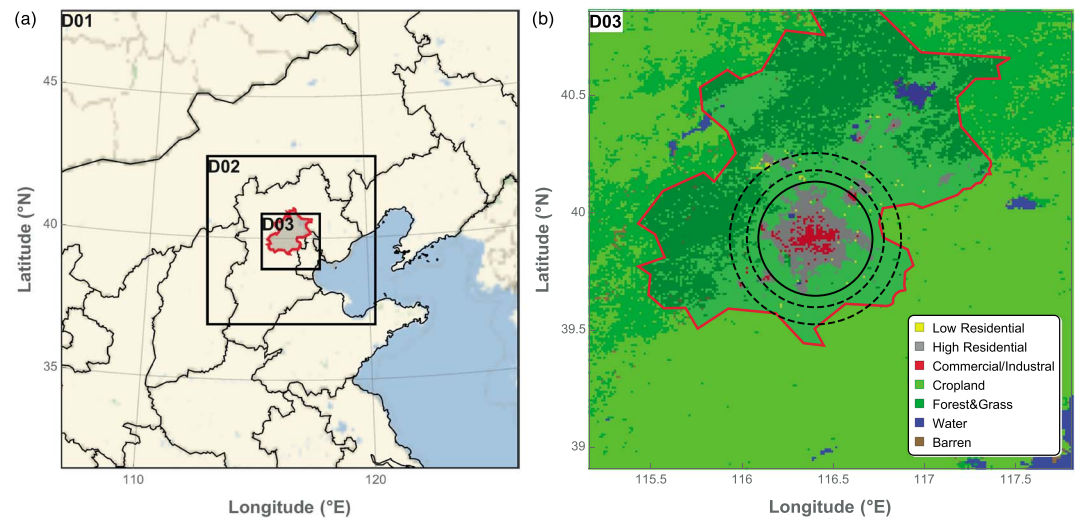 (a)
D01
45
40
35
D02
D03
110
120
Latitude (°N)
Longitude (°E)
(b)
D03
40.5
40
39.5
39
115.5
116
116.5
117
117.5
Latitude (°N)
Longitude (°E)
Low Residential
High Residential
Commercial/Industral
Cropland
Forest&Grass
Water
Barren